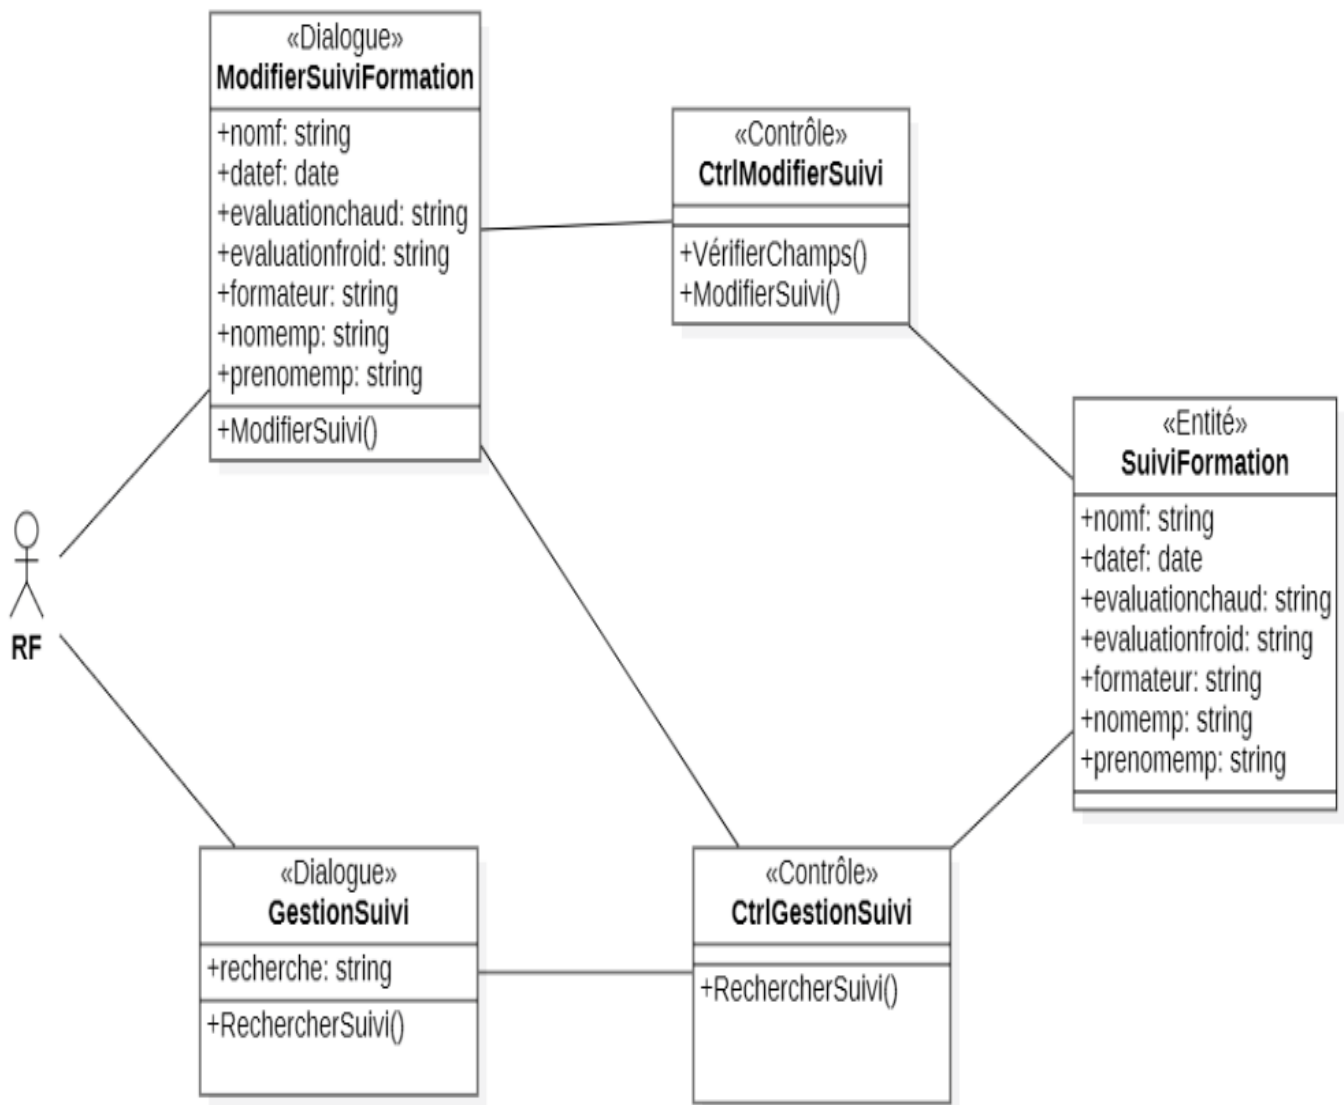 «Dialogue»
ModifierSuiviFormation
+nomf: string
+datef: date
+evaluationchaud: string
+evaluationfroid: string
+formateur: string
+nomemp: string
+prenomemp: string
+ModifierSuivi()
«Contrôle»
CtrlModifierSuivi
+VérifierChamps()
+ModifierSuivi()
«Entité»
SuiviFormation
+nomf: string
+datef: date
+evaluationchaud: string
+evaluationfroid: string
+formateur: string
+nomemp: string
+prenomemp: string
RF
«Dialogue»
GestionSuivi
+recherche: string
+RechercherSuivi()
«Contrôle»
CtrlGestionSuivi
+RechercherSuivi()